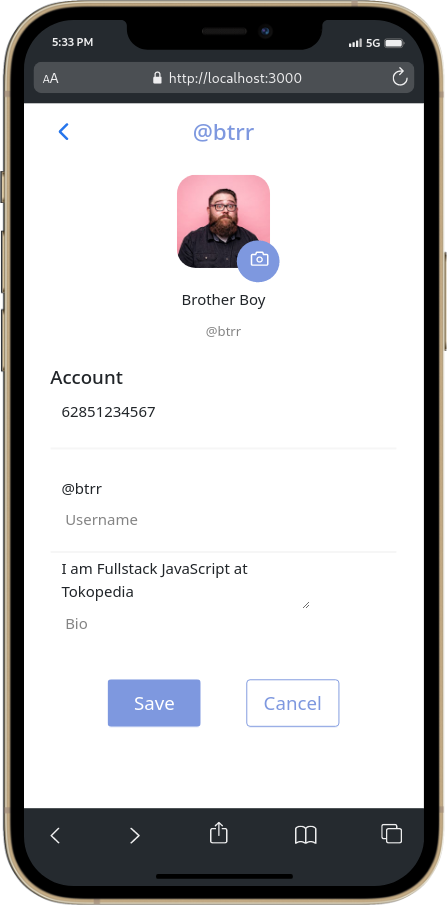 5:33 PM
5G
AA
http://localhost:3000
@btrr
Brother Boy
@btrr
Account
62851234567
@btrr
Username
I am Fullstack JavaScript at
Tokopedia
Bio
Save
Cancel